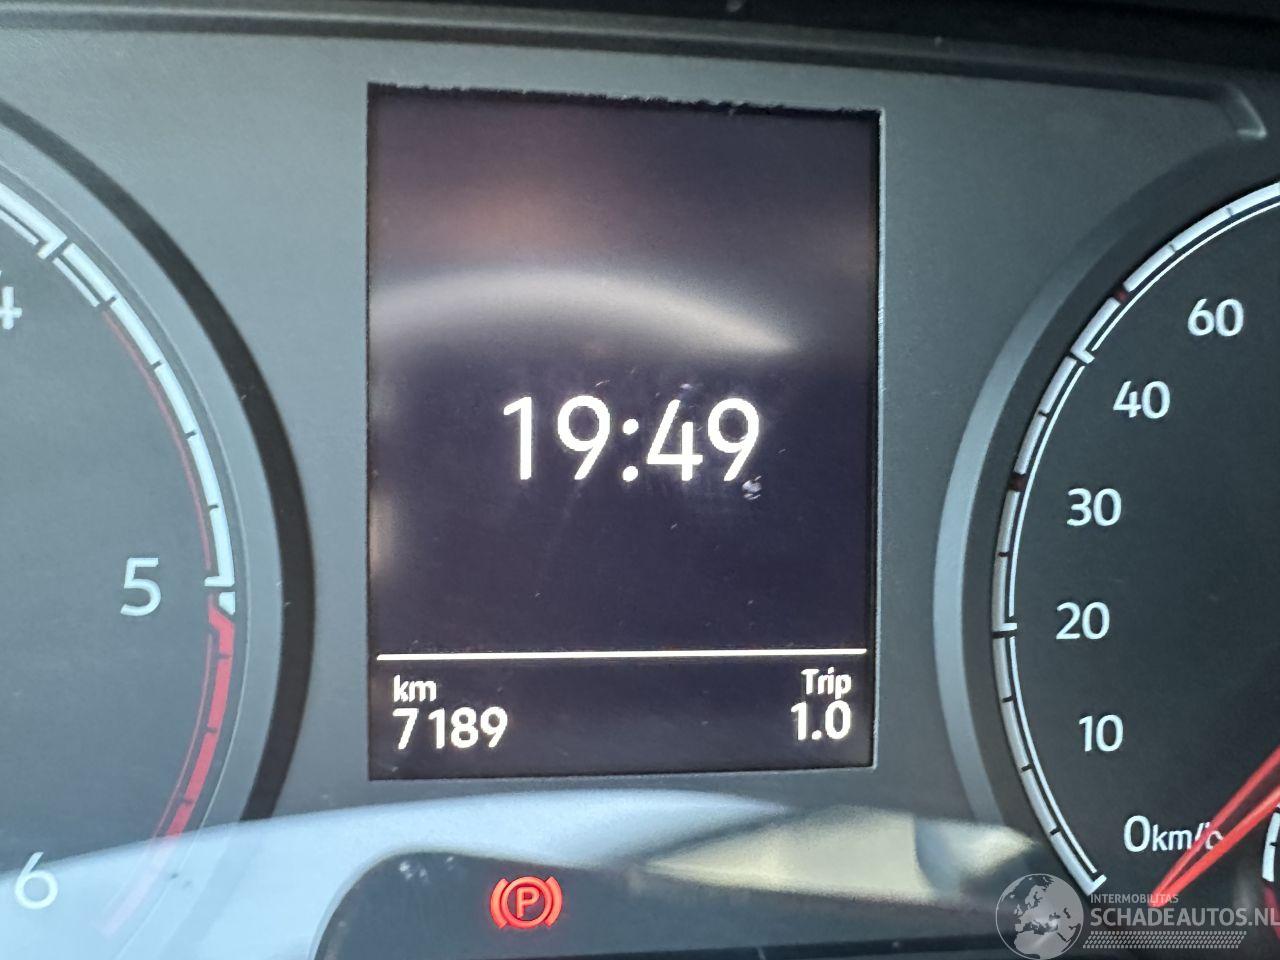 4
5
6
19:49
km
7189
Trip
1.0
60
40
30
20
10
0km/h
P
INTERMOBILITAS
SCHADEAUTOS.NL